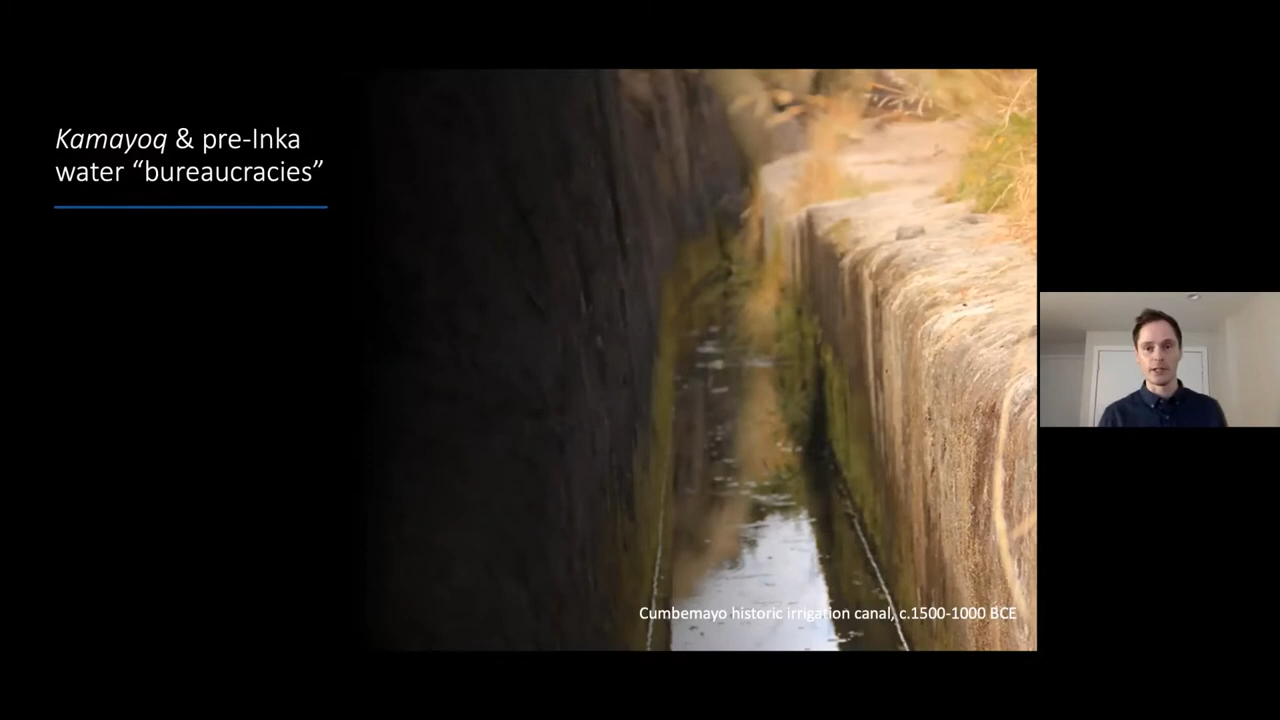 Kamayoq & pre-Inka
water “bureaucracies”
Cumbemayo historic irrigation canal, c.1500-1000 BCE